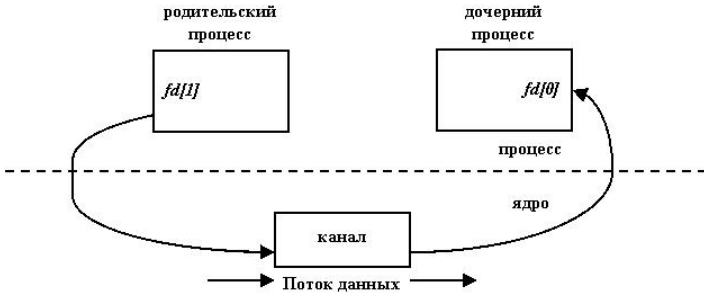 родительский
процесс
дочерний
процесс
fd[1]
fd[0]
процесс
ядро
канал
Поток данных